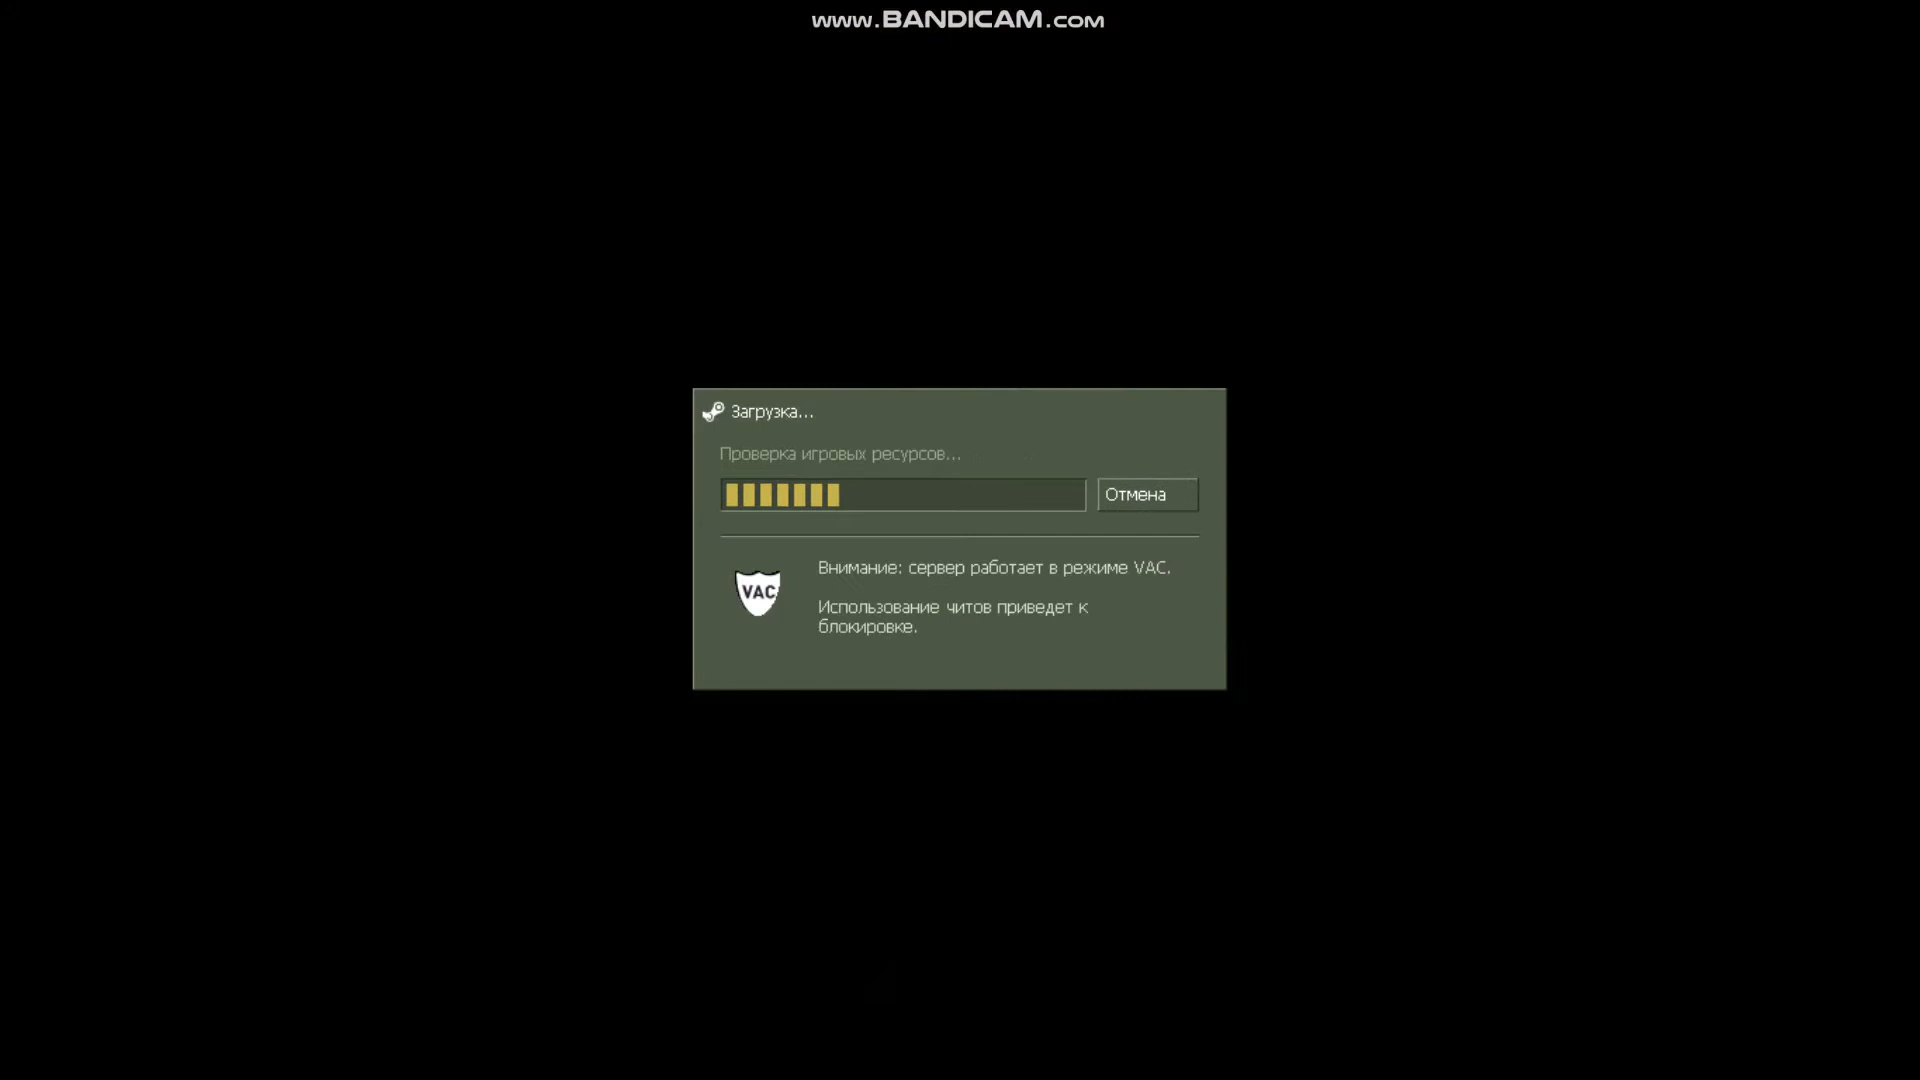 www.BANDICAM.com
Загрузка...
Проверка игровых ресурсов...
Отмена
VAC
Внимание: сервер работает в режиме VAC.
Использование читов приведет к
блокировке.